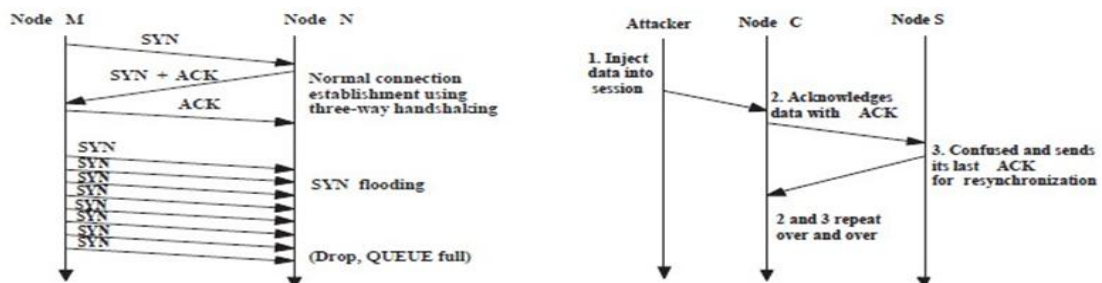 Node M
Node N
SYN
SYN + ACK
ACK
Normal connection
establishment using
three-way handshaking
SYN
SYN
SYN
SYN
SYN
SYN
SYN
SYN
SYN flooding
(Drop, QUEUE full)
Attacker
Node C
Node S
1. Inject
data into
session
2. Acknowledges
data with ACK
3. Confused and sends
its last ACK
for resynchronization
2 and 3 repeat
over and over